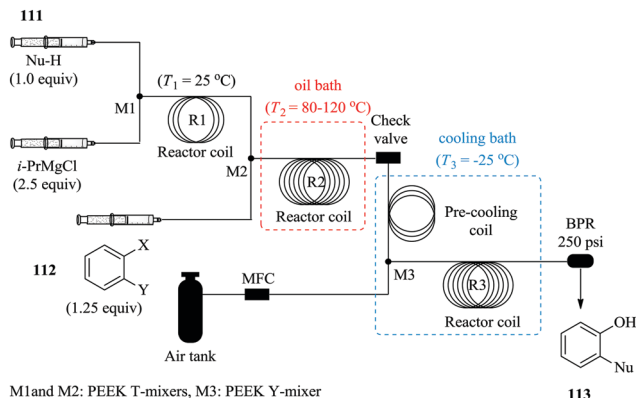 111
Nu-H
(1.0 equiv)
M1
(T1 = 25 °C)
R1
Reactor coil
i-PrMgCl
(2.5 equiv)
M2
oil bath
(T2 = 80-120 °C)
R2
Reactor coil
Check
valve
cooling bath
(T3 = -25 °C)
Pre-cooling
coil
BPR
250 psi
112
X
Y
(1.25 equiv)
MFC
M3
R3
Reactor coil
Air tank
OH
Nu
113
M1and M2: PEEK T-mixers, M3: PEEK Y-mixer